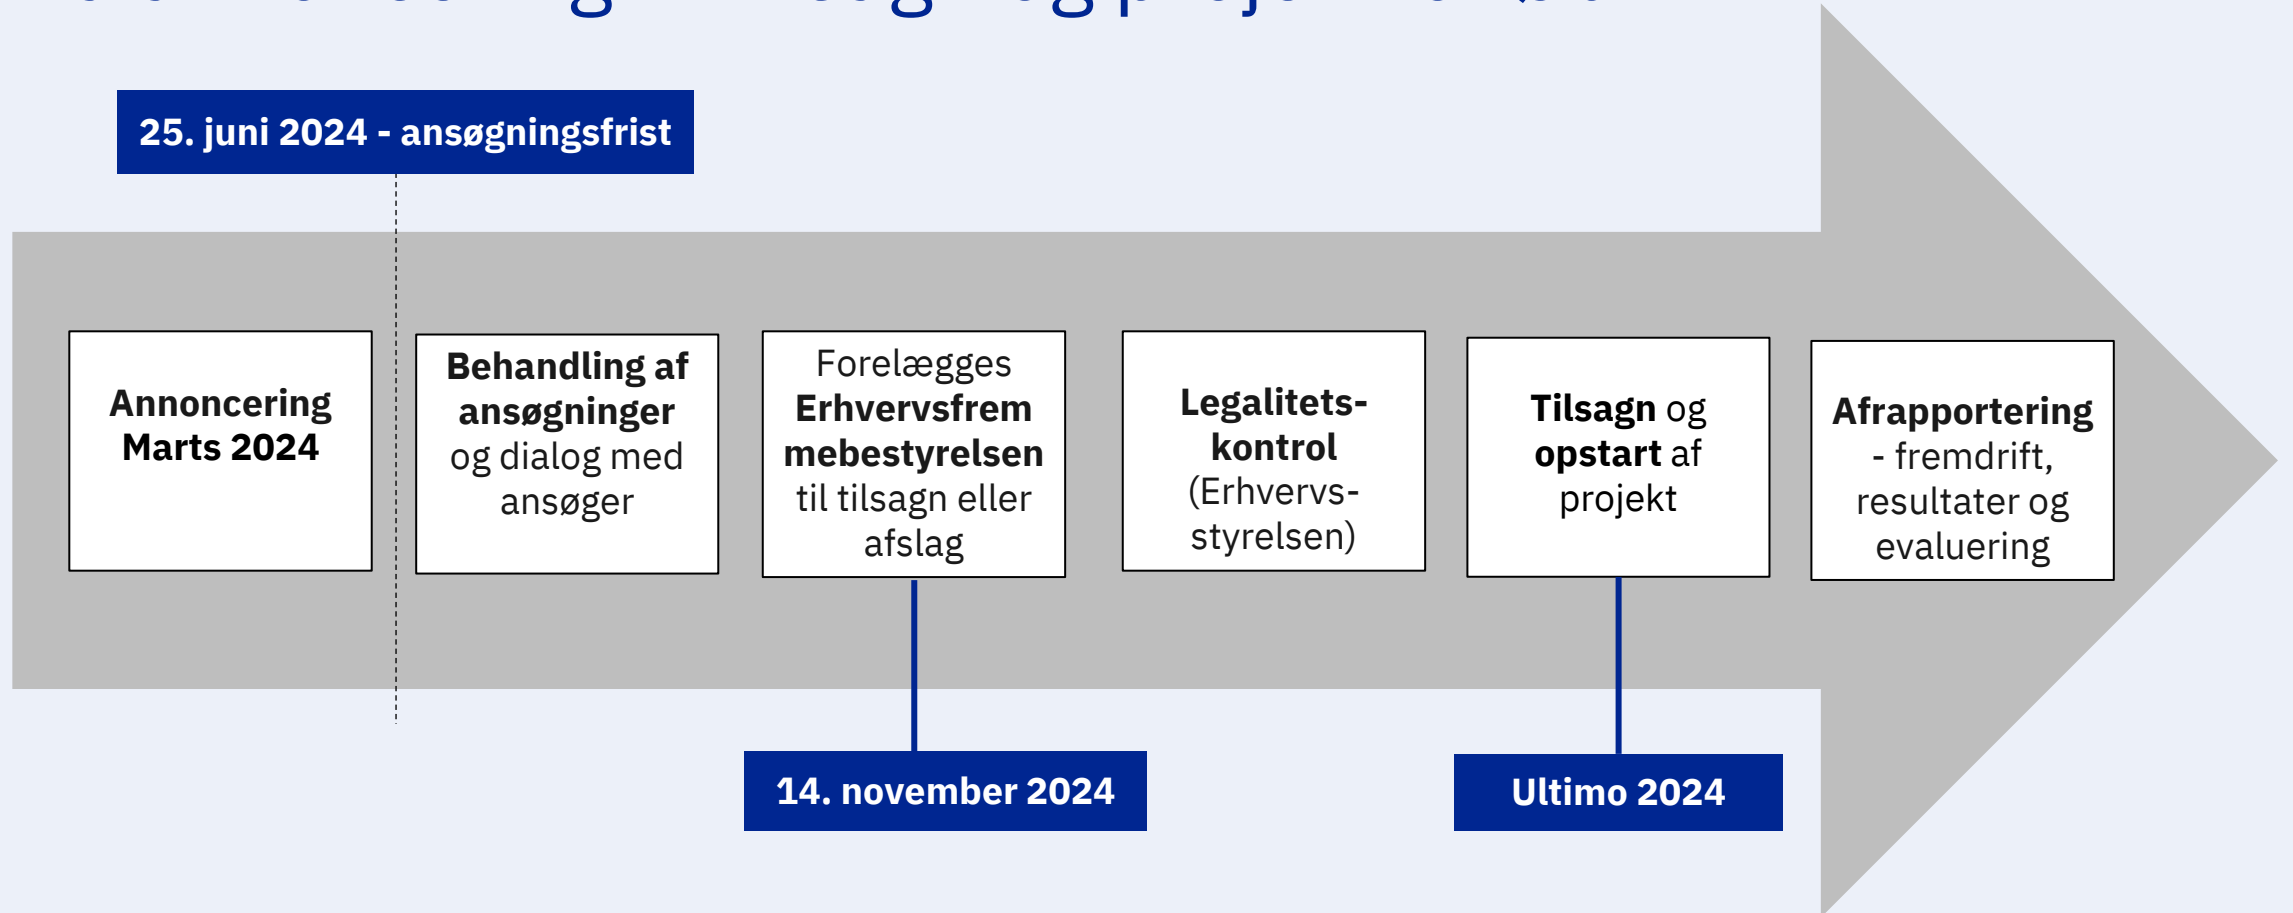 25. juni 2024 - ansøgningsfrist
Annoncering
Marts 2024
Behandling af
ansøgninger
og dialog med
ansøger
Forelægges
Erhvervsfrem
mebestyrelsen
til tilsagn eller
afslag
Legalitets-
kontrol
(Erhvervs-
styrelsen)
Tilsagn og
opstart af
projekt
Afrapportering
- fremdrift,
resultater og
evaluering
14. november 2024
Ultimo 2024